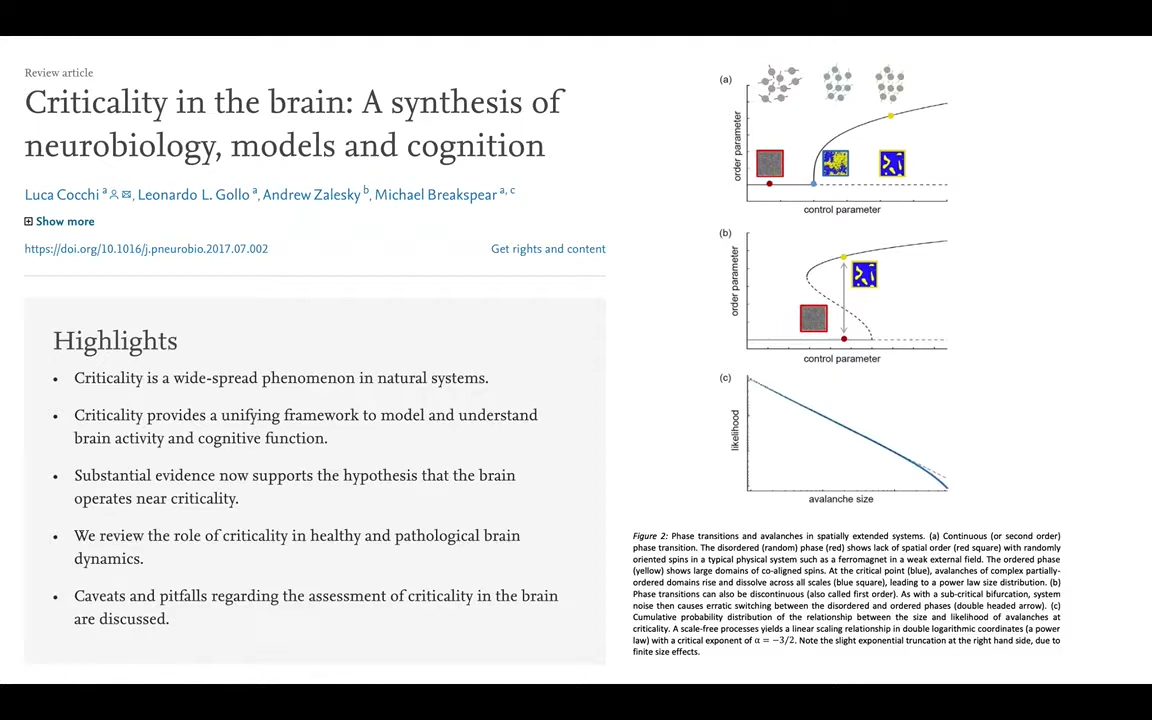 Review article
Criticality in the brain: A synthesis of
neurobiology, models and cognition
Luca Cocchi a, Leonardo L. Gollo a, Andrew Zalesky b, Michael Breakspear a, c
Show more
https://doi.org/10.1016/j.pneurobio.2017.07.002
Get rights and content
Highlights
• Criticality is a wide-spread phenomenon in natural systems.
• Criticality provides a unifying framework to model and understand
brain activity and cognitive function.
• Substantial evidence now supports the hypothesis that the brain
operates near criticality.
• We review the role of criticality in healthy and pathological brain
dynamics.
• Caveats and pitfalls regarding the assessment of criticality in the brain
are discussed.
(a)
order parameter
control parameter
(b)
order parameter
control parameter
(c)
likelihood
avalanche size
Figure 2: Phase transitions and avalanches in spatially extended systems. (a) Continuous (or second order)
phase transition. The disordered (random) phase (red) shows lack of spatial order (red square) with randomly
oriented spins in a typical physical system such as a ferromagnet in a weak external field. The ordered phase
(yellow) shows large domains of co-aligned spins. At the critical point (blue), avalanches of complex partially-
ordered domains rise and dissolve across all scales (blue square), leading to a power law size distribution. (b)
Phase transitions can also be discontinuous (also called first order). As with a sub-critical bifurcation, system
noise then causes erratic switching between the disordered and ordered phases (double headed arrow). (c)
Cumulative probability distribution of the relationship between the size and likelihood of avalanches at
criticality. A scale-free processes yields a linear scaling relationship in double logarithmic coordinates (a power
law) with a critical exponent of α = −3/2. Note the slight exponential truncation at the right hand side, due to
finite size effects.